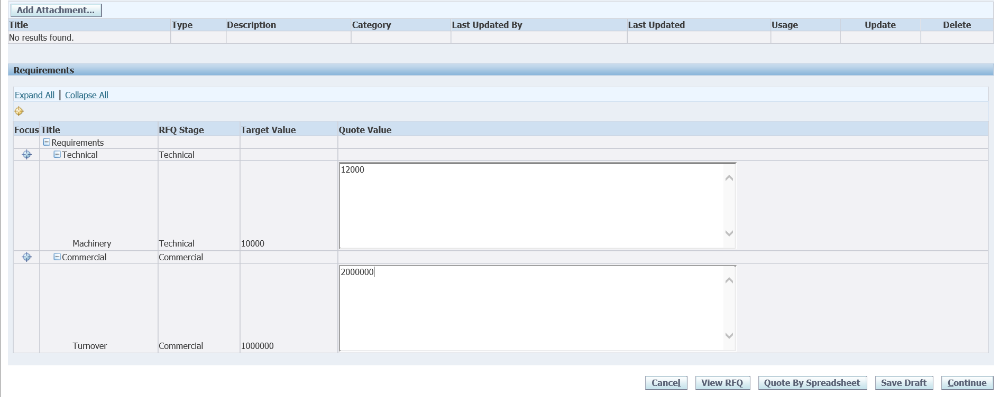 Add Attachment...
Title Type Description Category Last Updated By Last Updated Usage Update Delete
No results found.
Requirements
Expand All | Collapse All
Focus Title RFQ Stage Target Value Quote Value
Requirements
Technical Technical
12000
Machinery Technical 10000
Commercial Commercial
2000000
Turnover Commercial 1000000
Cancel View RFQ Quote By Spreadsheet Save Draft Continue